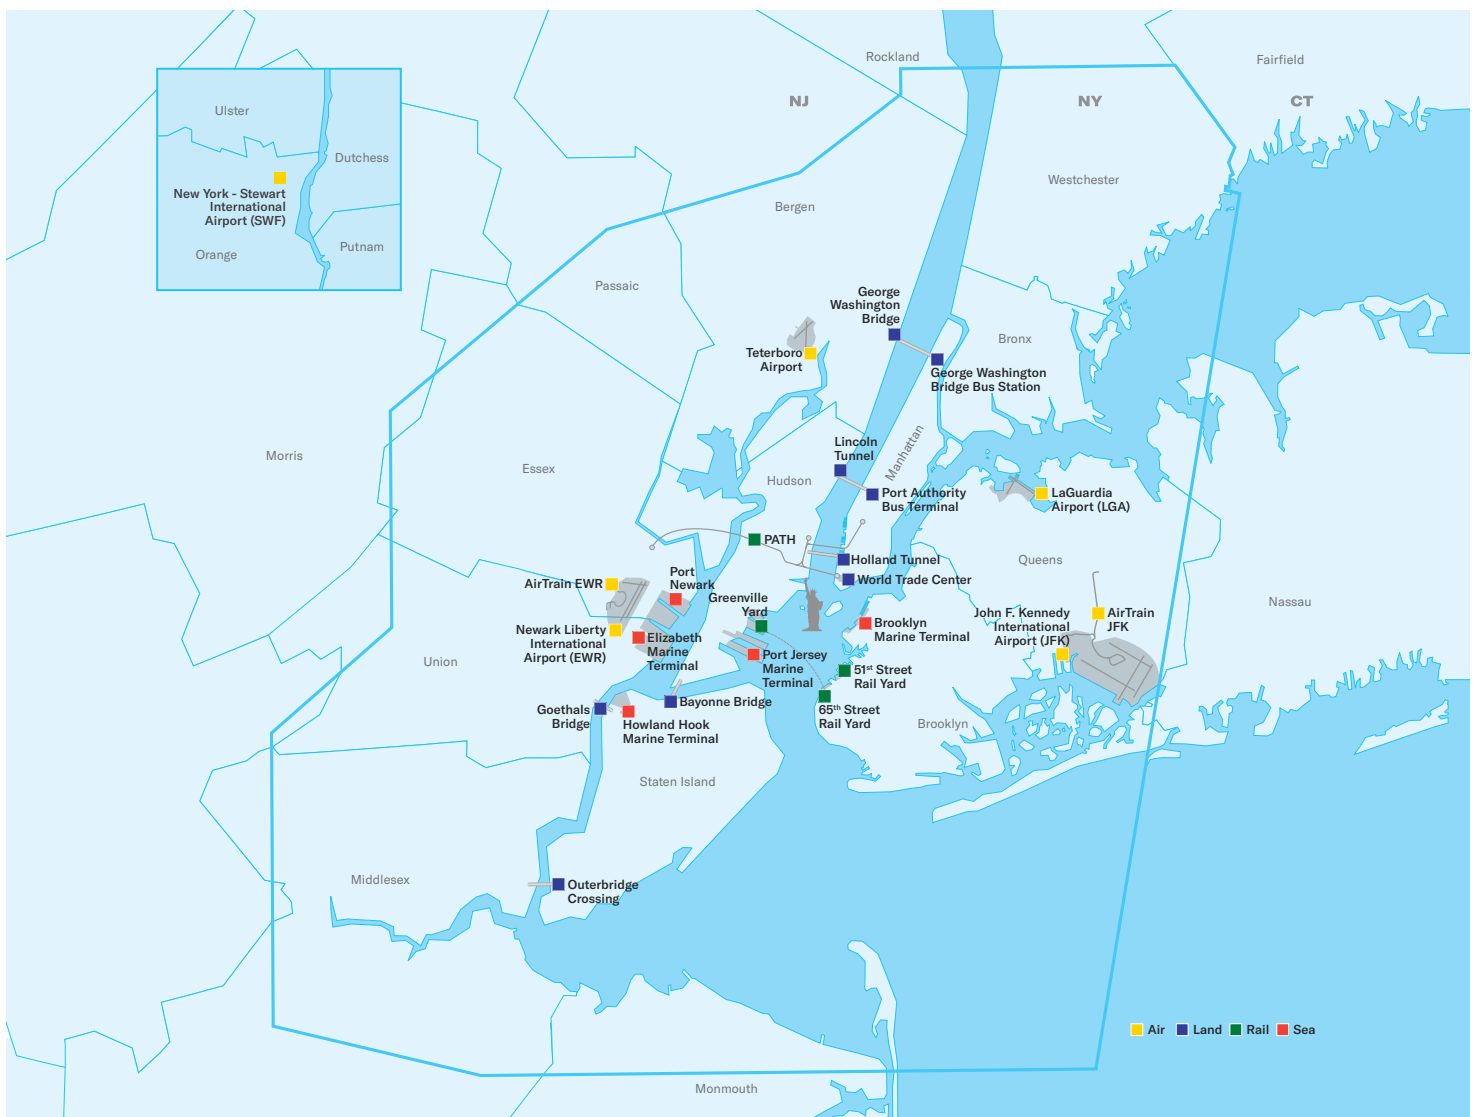 Rockland
Fairfield
NJ
NY
CT
Ulster
Dutchess
New York - Stewart
International
Airport (SWF)
Orange
Putnam
Westchester
Bergen
Passaic
George
Washington
Bridge
Bronx
Teterboro
Airport
George Washington
Bridge Bus Station
Manhattan
Lincoln
Tunnel
Morris
Essex
Hudson
Port Authority
Bus Terminal
LaGuardia
Airport (LGA)
PATH
Holland Tunnel
Queens
World Trade Center
AirTrain EWR
Port
Newark
Greenville
Yard
Nassau
Newark Liberty
International
Airport (EWR)
Elizabeth
Marine
Terminal
Brooklyn
Marine Terminal
John F. Kennedy
International
Airport (JFK)
AirTrain
JFK
Union
Port Jersey
Marine
Terminal
51st Street
Rail Yard
Goethals
Bridge
Bayonne Bridge
65th Street
Rail Yard
Brooklyn
Howland Hook
Marine Terminal
Staten Island
Middlesex
Outerbridge
Crossing
Air
Land
Rail
Sea
Monmouth